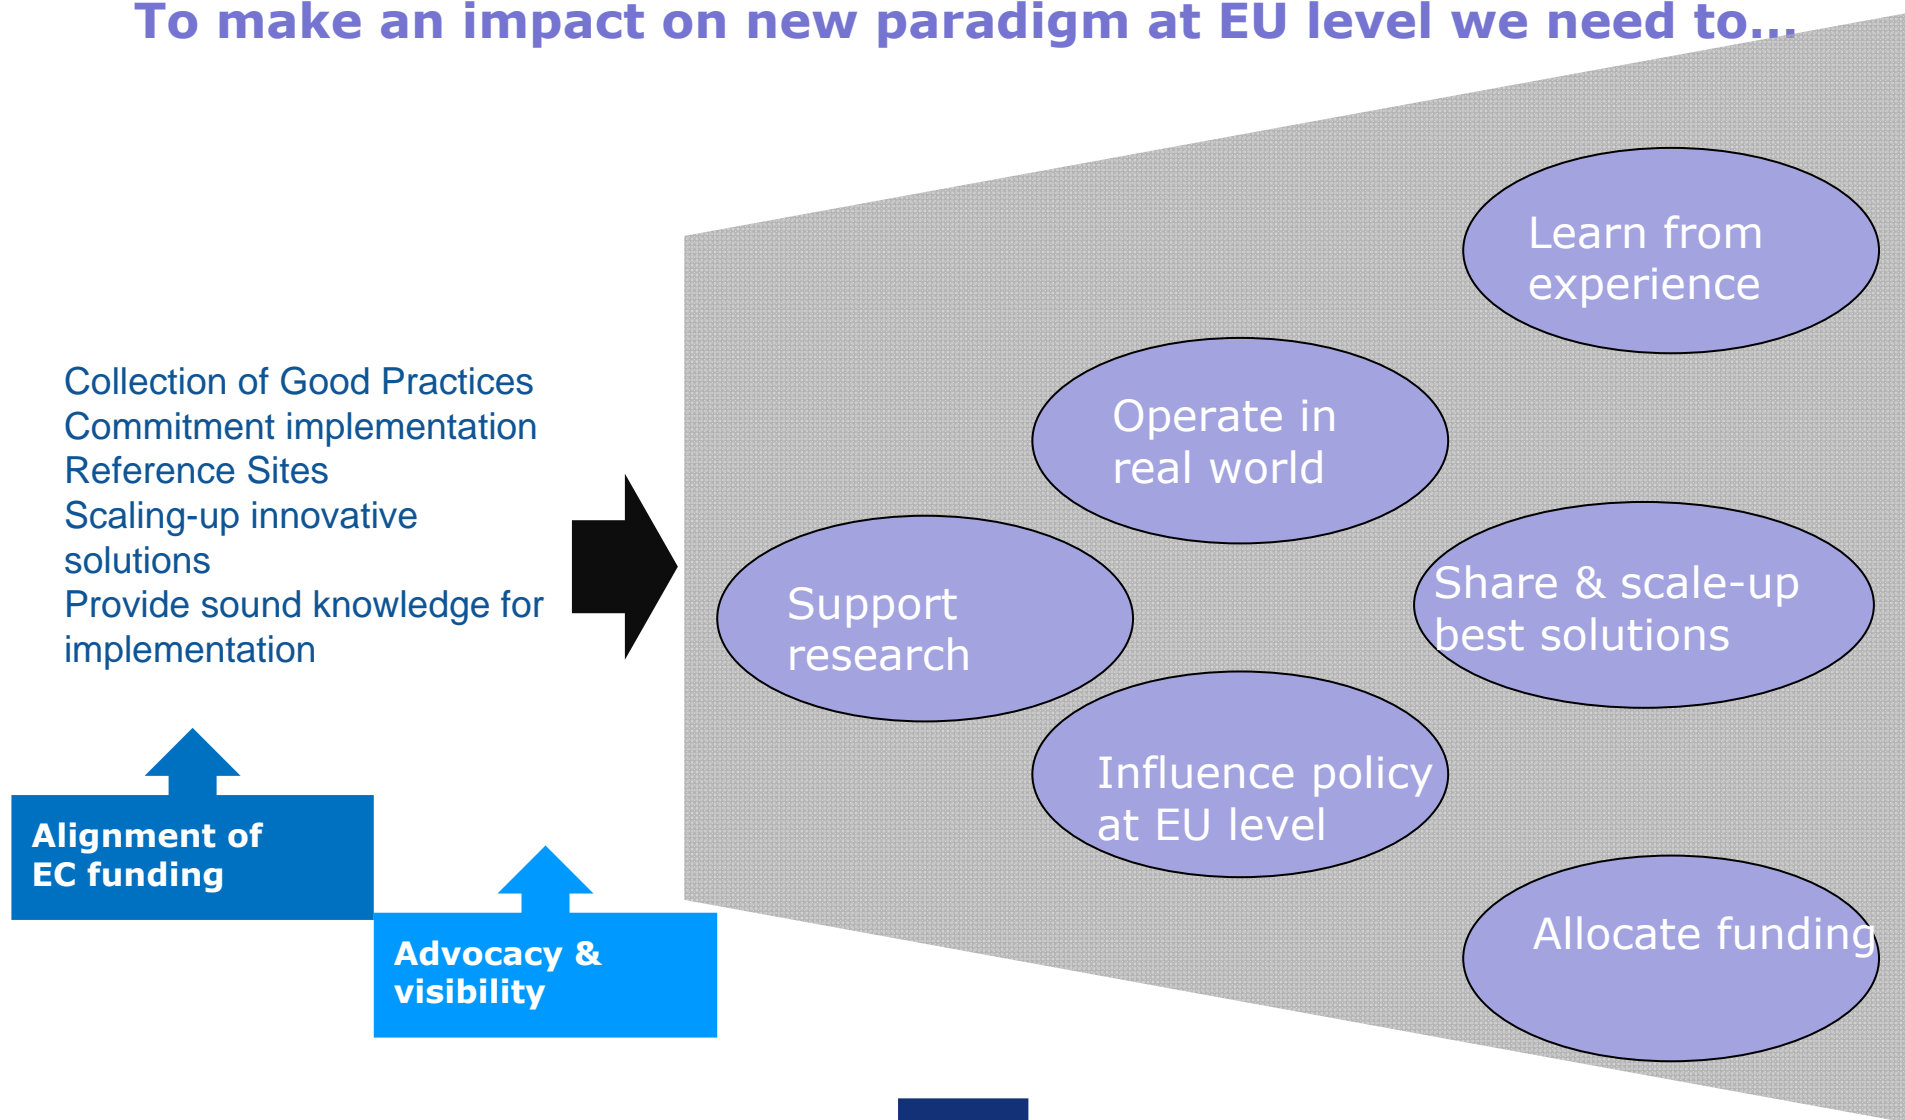 To make an impact on new paradigm at EU level we need to...
Collection of Good Practices
Commitment implementation
Reference Sites
Scaling-up innovative
solutions
Provide sound knowledge for
implementation
Alignment of
EC funding
Advocacy &
visibility
Learn from
experience
Operate in
real world
Support
research
Share & scale-up
best solutions
Influence policy
at EU level
Allocate funding